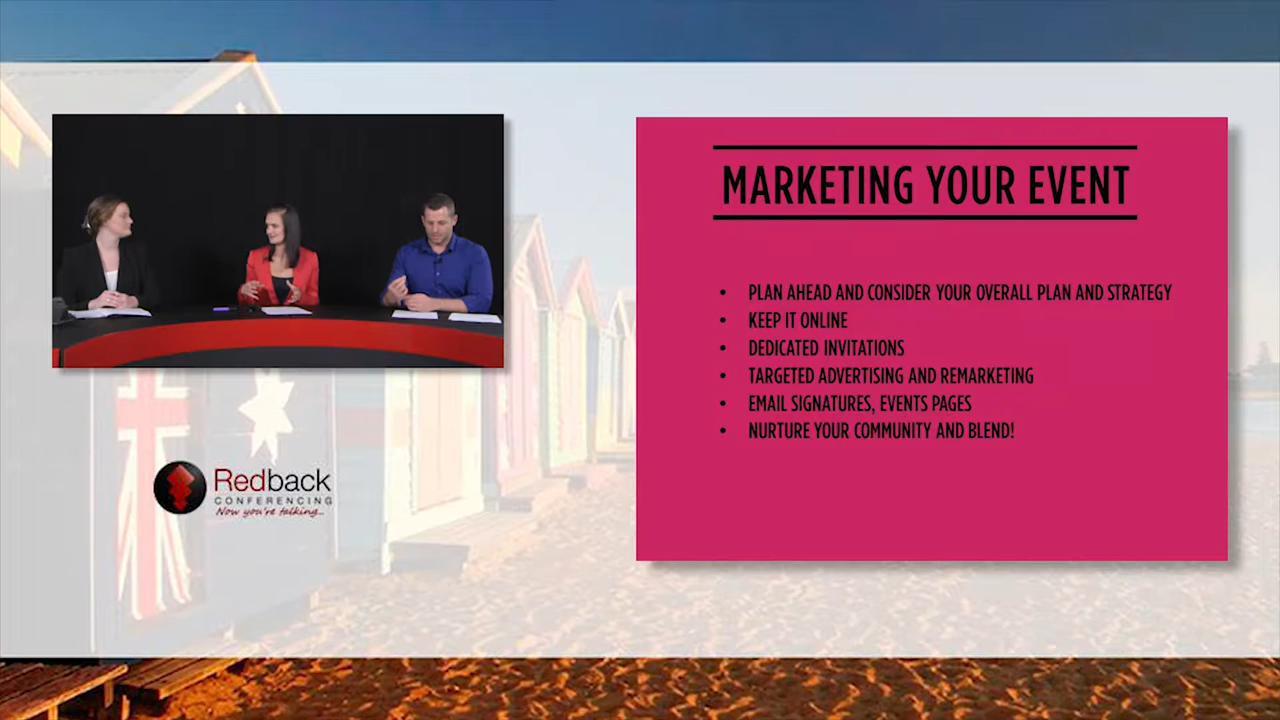 MARKETING YOUR EVENT
• PLAN AHEAD AND CONSIDER YOUR OVERALL PLAN AND STRATEGY
• KEEP IT ONLINE
• DEDICATED INVITATIONS
• TARGETED ADVERTISING AND REMARKETING
• EMAIL SIGNATURES, EVENTS PAGES
• NURTURE YOUR COMMUNITY AND BLEND!
Redback
CONFERENCING
Now you're talking...